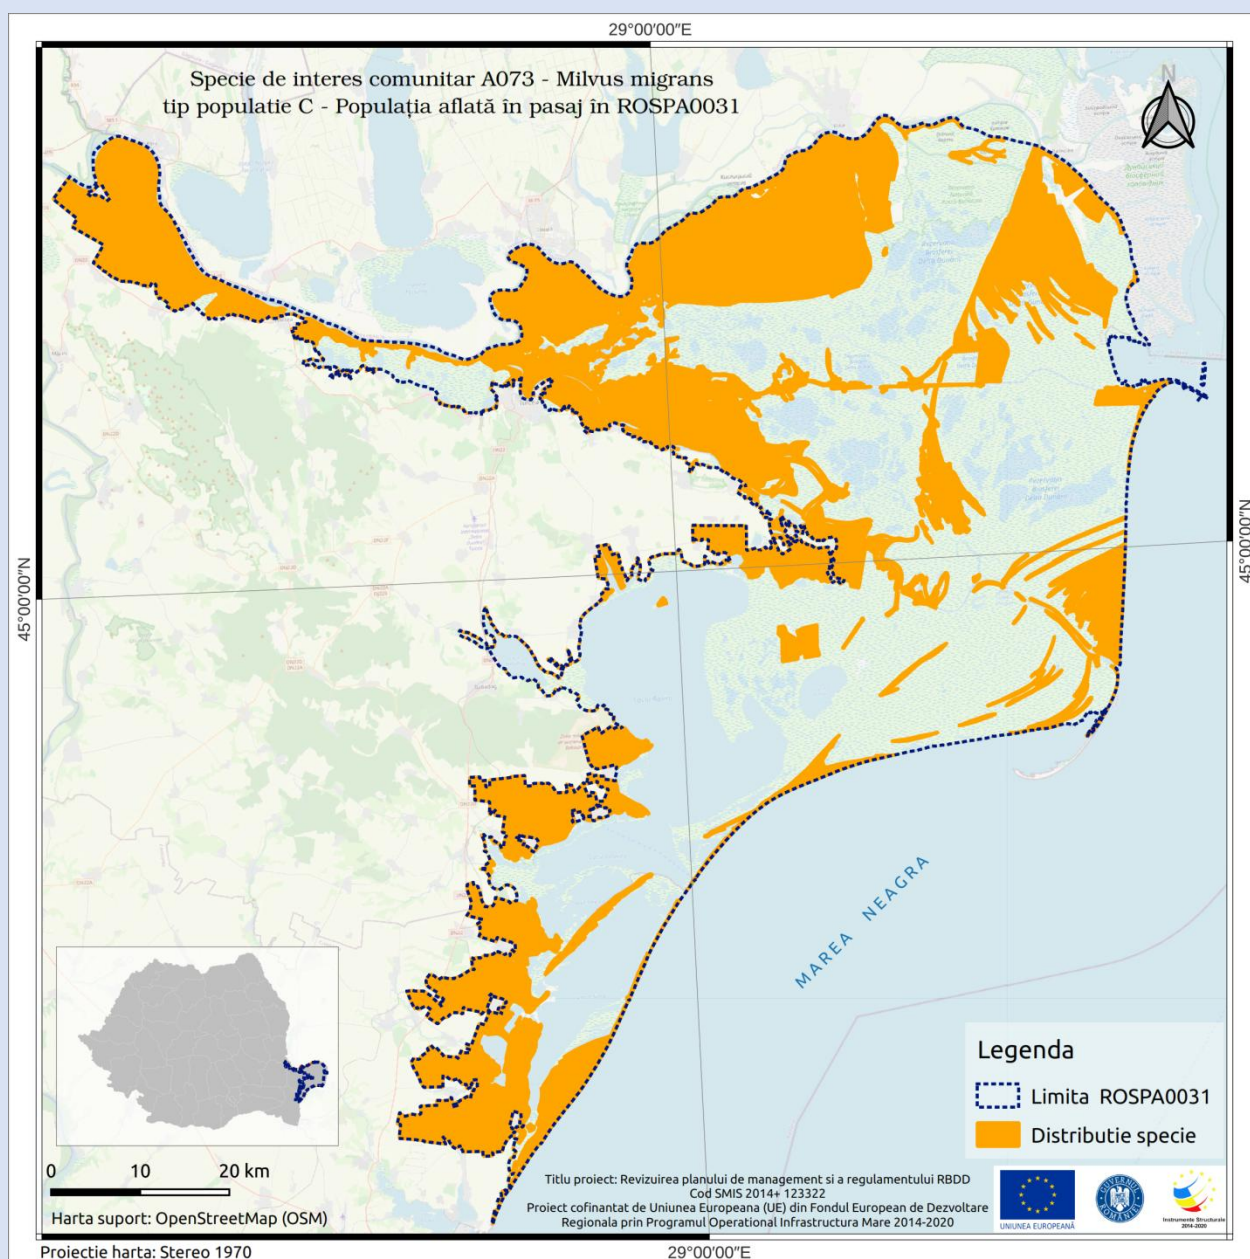 29°00′00″E
Specie de interes comunitar A073 - Milvus migrans
tip populatie C - Populația aflată în pasaj în ROSPA0031
N
45°00′00″N
45°00′00″N
MAREA NEAGRA
Legenda
Limita ROSPA0031
Distributie specie
0 10 20 km
Harta suport: OpenStreetMap (OSM)
Titlu proiect: Revizuirea planului de management si a regulamentului RBDD
Cod SMIS 2014+ 123322
Proiect cofinantat de Uniunea Europeana (UE) din Fondul European de Dezvoltare
Regionala prin Programul Operational Infrastructura Mare 2014-2020
UNIUNEA EUROPEANĂ
GUVERNUL ROMÂNIEI
Instrumente Structurale
2014-2020
Proiectie harta: Stereo 1970
29°00′00″E